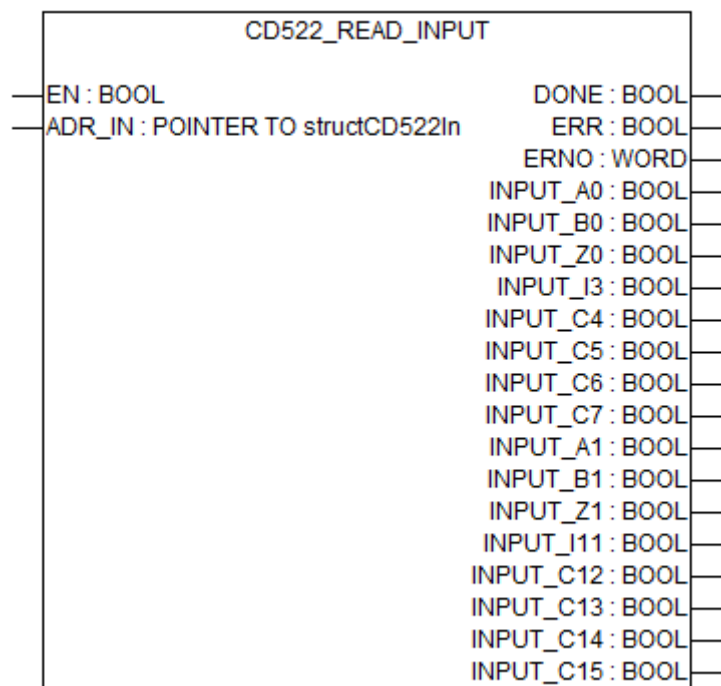 CD522_READ_INPUT
EN : BOOL DONE : BOOL
ADR_IN : POINTER TO structCD522In ERR : BOOL
ERNO : WORD
INPUT_A0 : BOOL
INPUT_B0 : BOOL
INPUT_Z0 : BOOL
INPUT_I3 : BOOL
INPUT_C4 : BOOL
INPUT_C5 : BOOL
INPUT_C6 : BOOL
INPUT_C7 : BOOL
INPUT_A1 : BOOL
INPUT_B1 : BOOL
INPUT_Z1 : BOOL
INPUT_I11 : BOOL
INPUT_C12 : BOOL
INPUT_C13 : BOOL
INPUT_C14 : BOOL
INPUT_C15 : BOOL